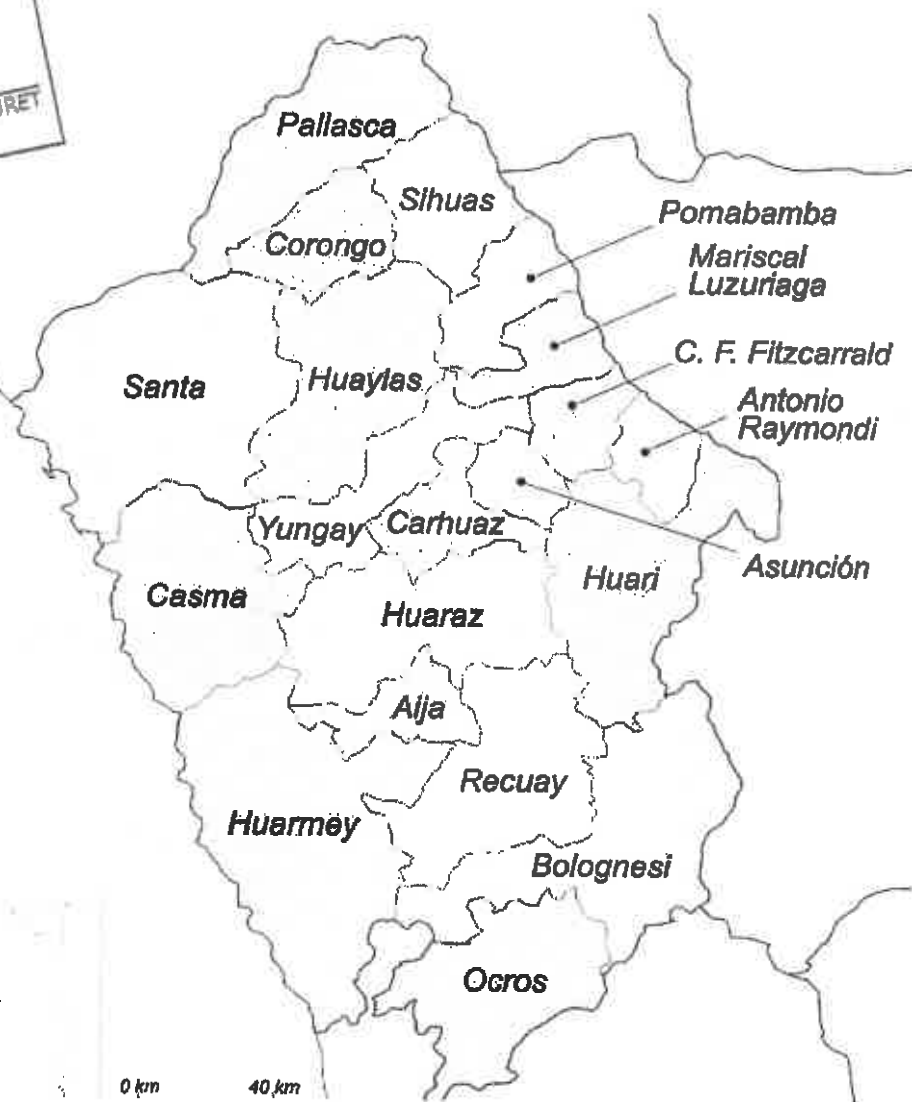 Pallasca
Sihuas
Pomabamba
Corongo
Mariscal
Luzuriaga
C. F. Fitzcarrald
Santa
Huaylas
Antonio
Raymondi
Yungay
Carhuaz
Asunción
Huari
Casma
Huaraz
Aija
Recuay
Huarmey
Bolognesi
Ocros
0 km
40 km